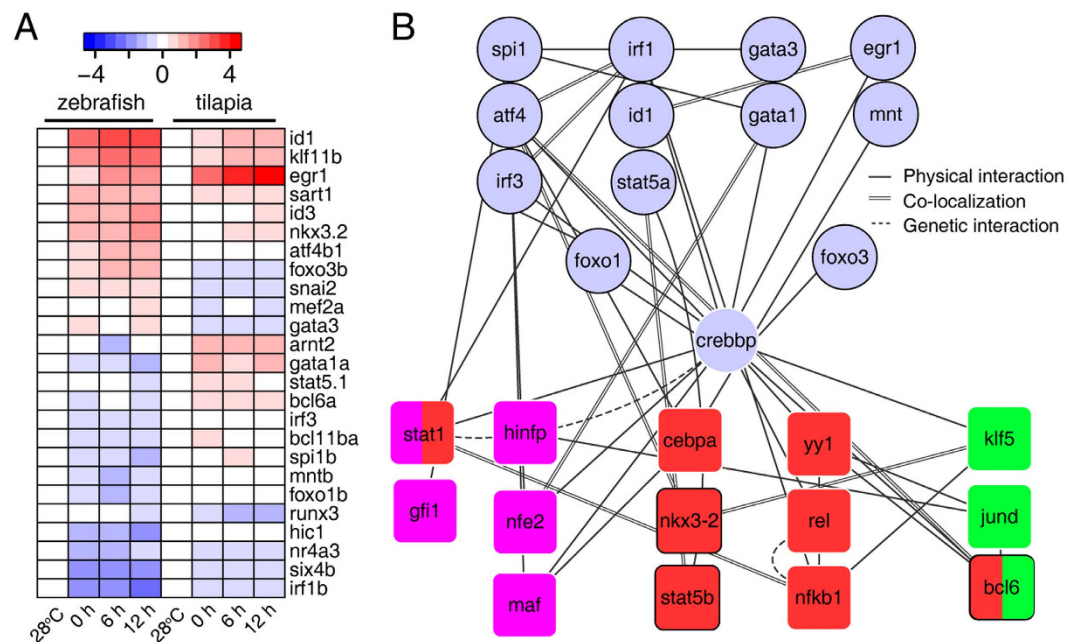 A
−4 0 4
zebrafish tilapia
id1
klf11b
egr1
sart1
id3
nkx3.2
atf4b1
foxo3b
snai2
mef2a
gata3
arnt2
gata1a
stat5.1
bcl6a
irf3
bcl11ba
spi1b
mntb
foxo1b
runx3
hic1
nr4a3
six4b
irf1b
28°C 0 h 6 h 12 h 28°C 0 h 6 h 12 h
B
spi1 irf1 gata3 egr1
atf4 id1 gata1 mnt
irf3 stat5a
Physical interaction
Co-localization
Genetic interaction
foxo1 foxo3
crebbp
stat1 hinfp cebpa yy1 klf5
gfi1 nfe2 nkx3-2 rel jund
maf stat5b nfkb1 bcl6